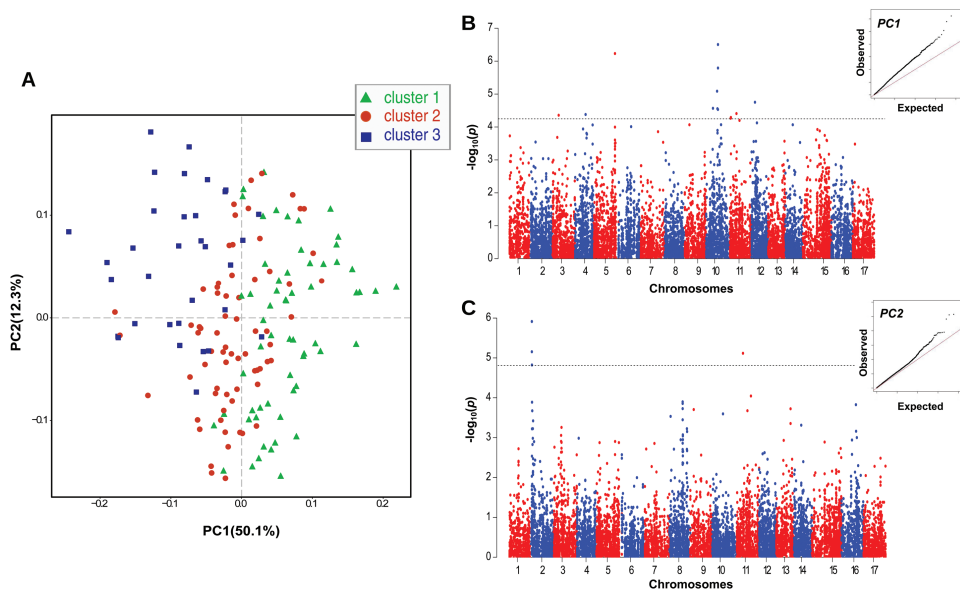 A
cluster 1
cluster 2
cluster 3
PC2(12.3%)
0.1
0.0
−0.1
−0.2
−0.1
0.0
0.1
0.2
PC1(50.1%)
B
-log10(p)
7
6
5
4
3
2
1
0
1 2 3 4 5 6 7 8 9 10 11 12 13 14 15 16 17
Chromosomes
PC1
Observed
Expected
C
-log10(p)
6
5
4
3
2
1
0
1 2 3 4 5 6 7 8 9 10 11 12 13 14 15 16 17
Chromosomes
PC2
Observed
Expected